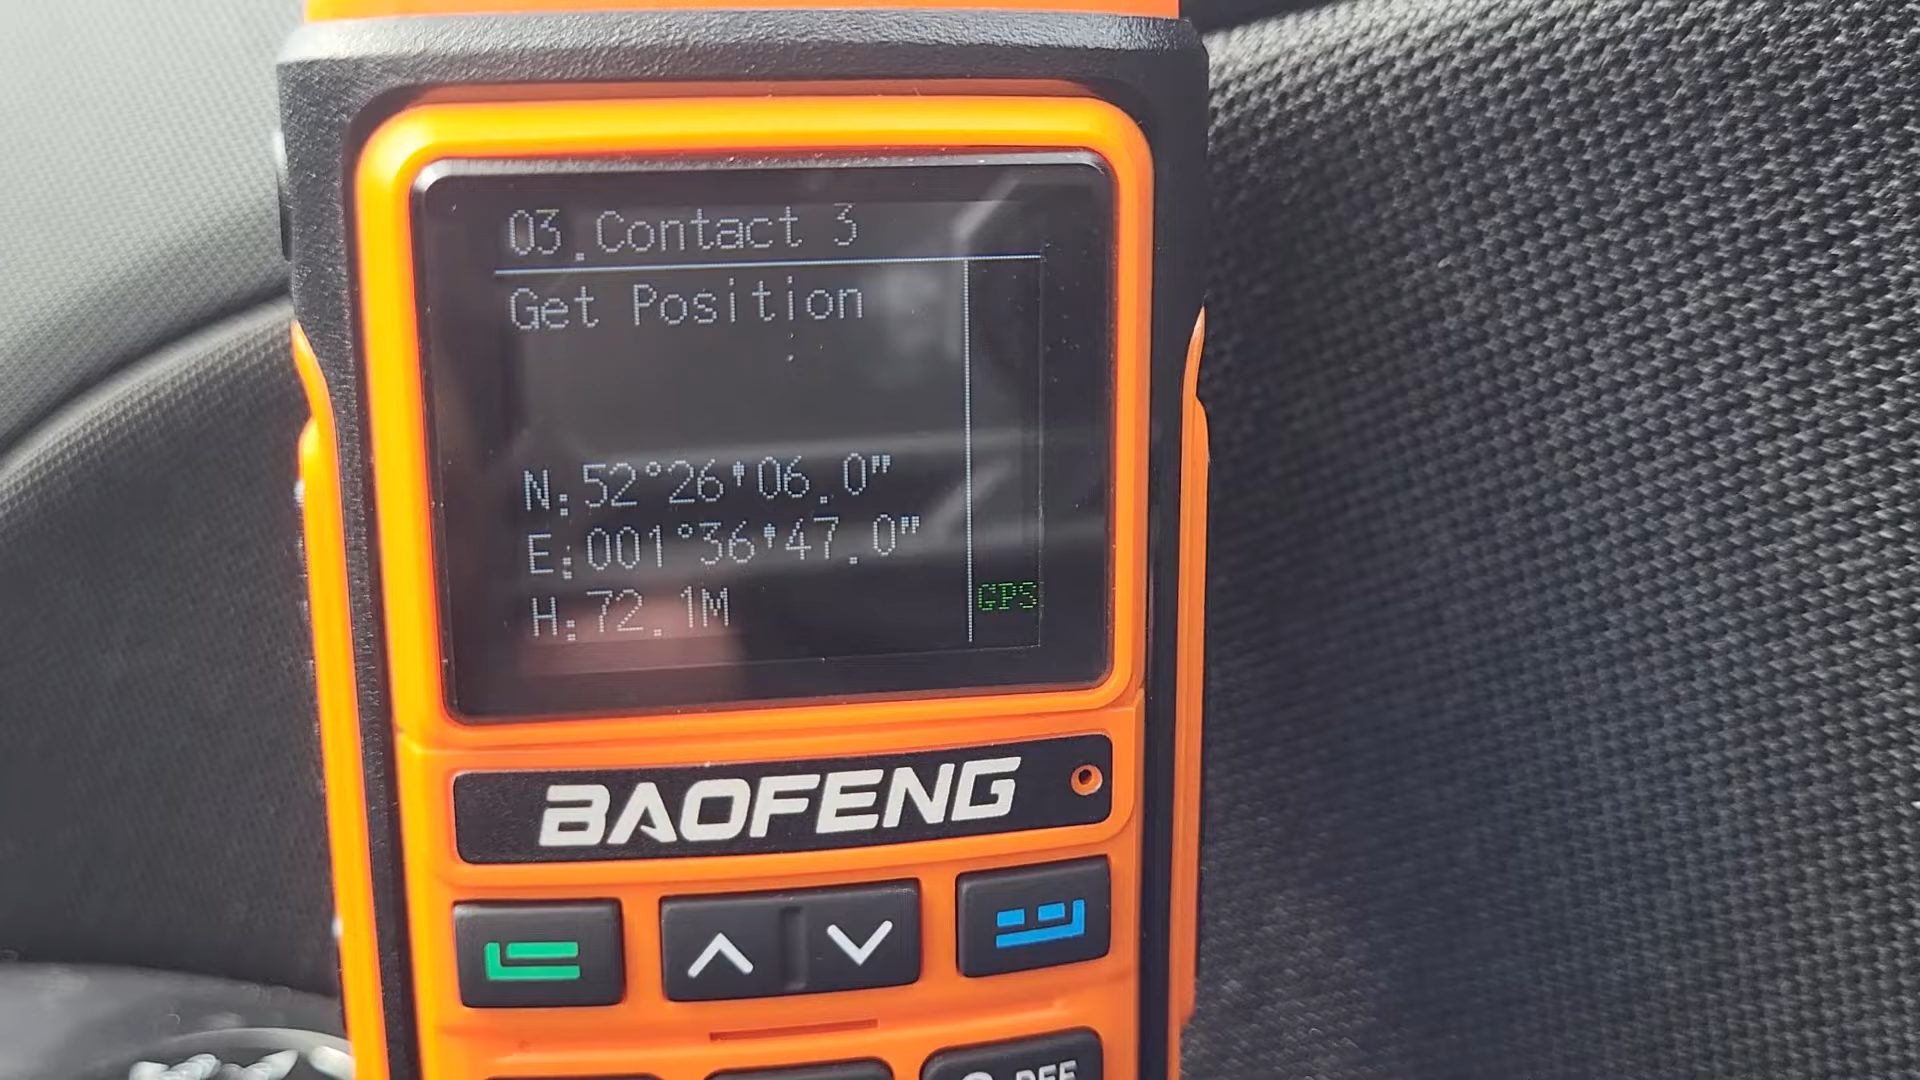 03.Contact 3
Get Position
N:52°26'06.0"
E:001°36'47.0"
H:72.1M
GPS
BAOFENG